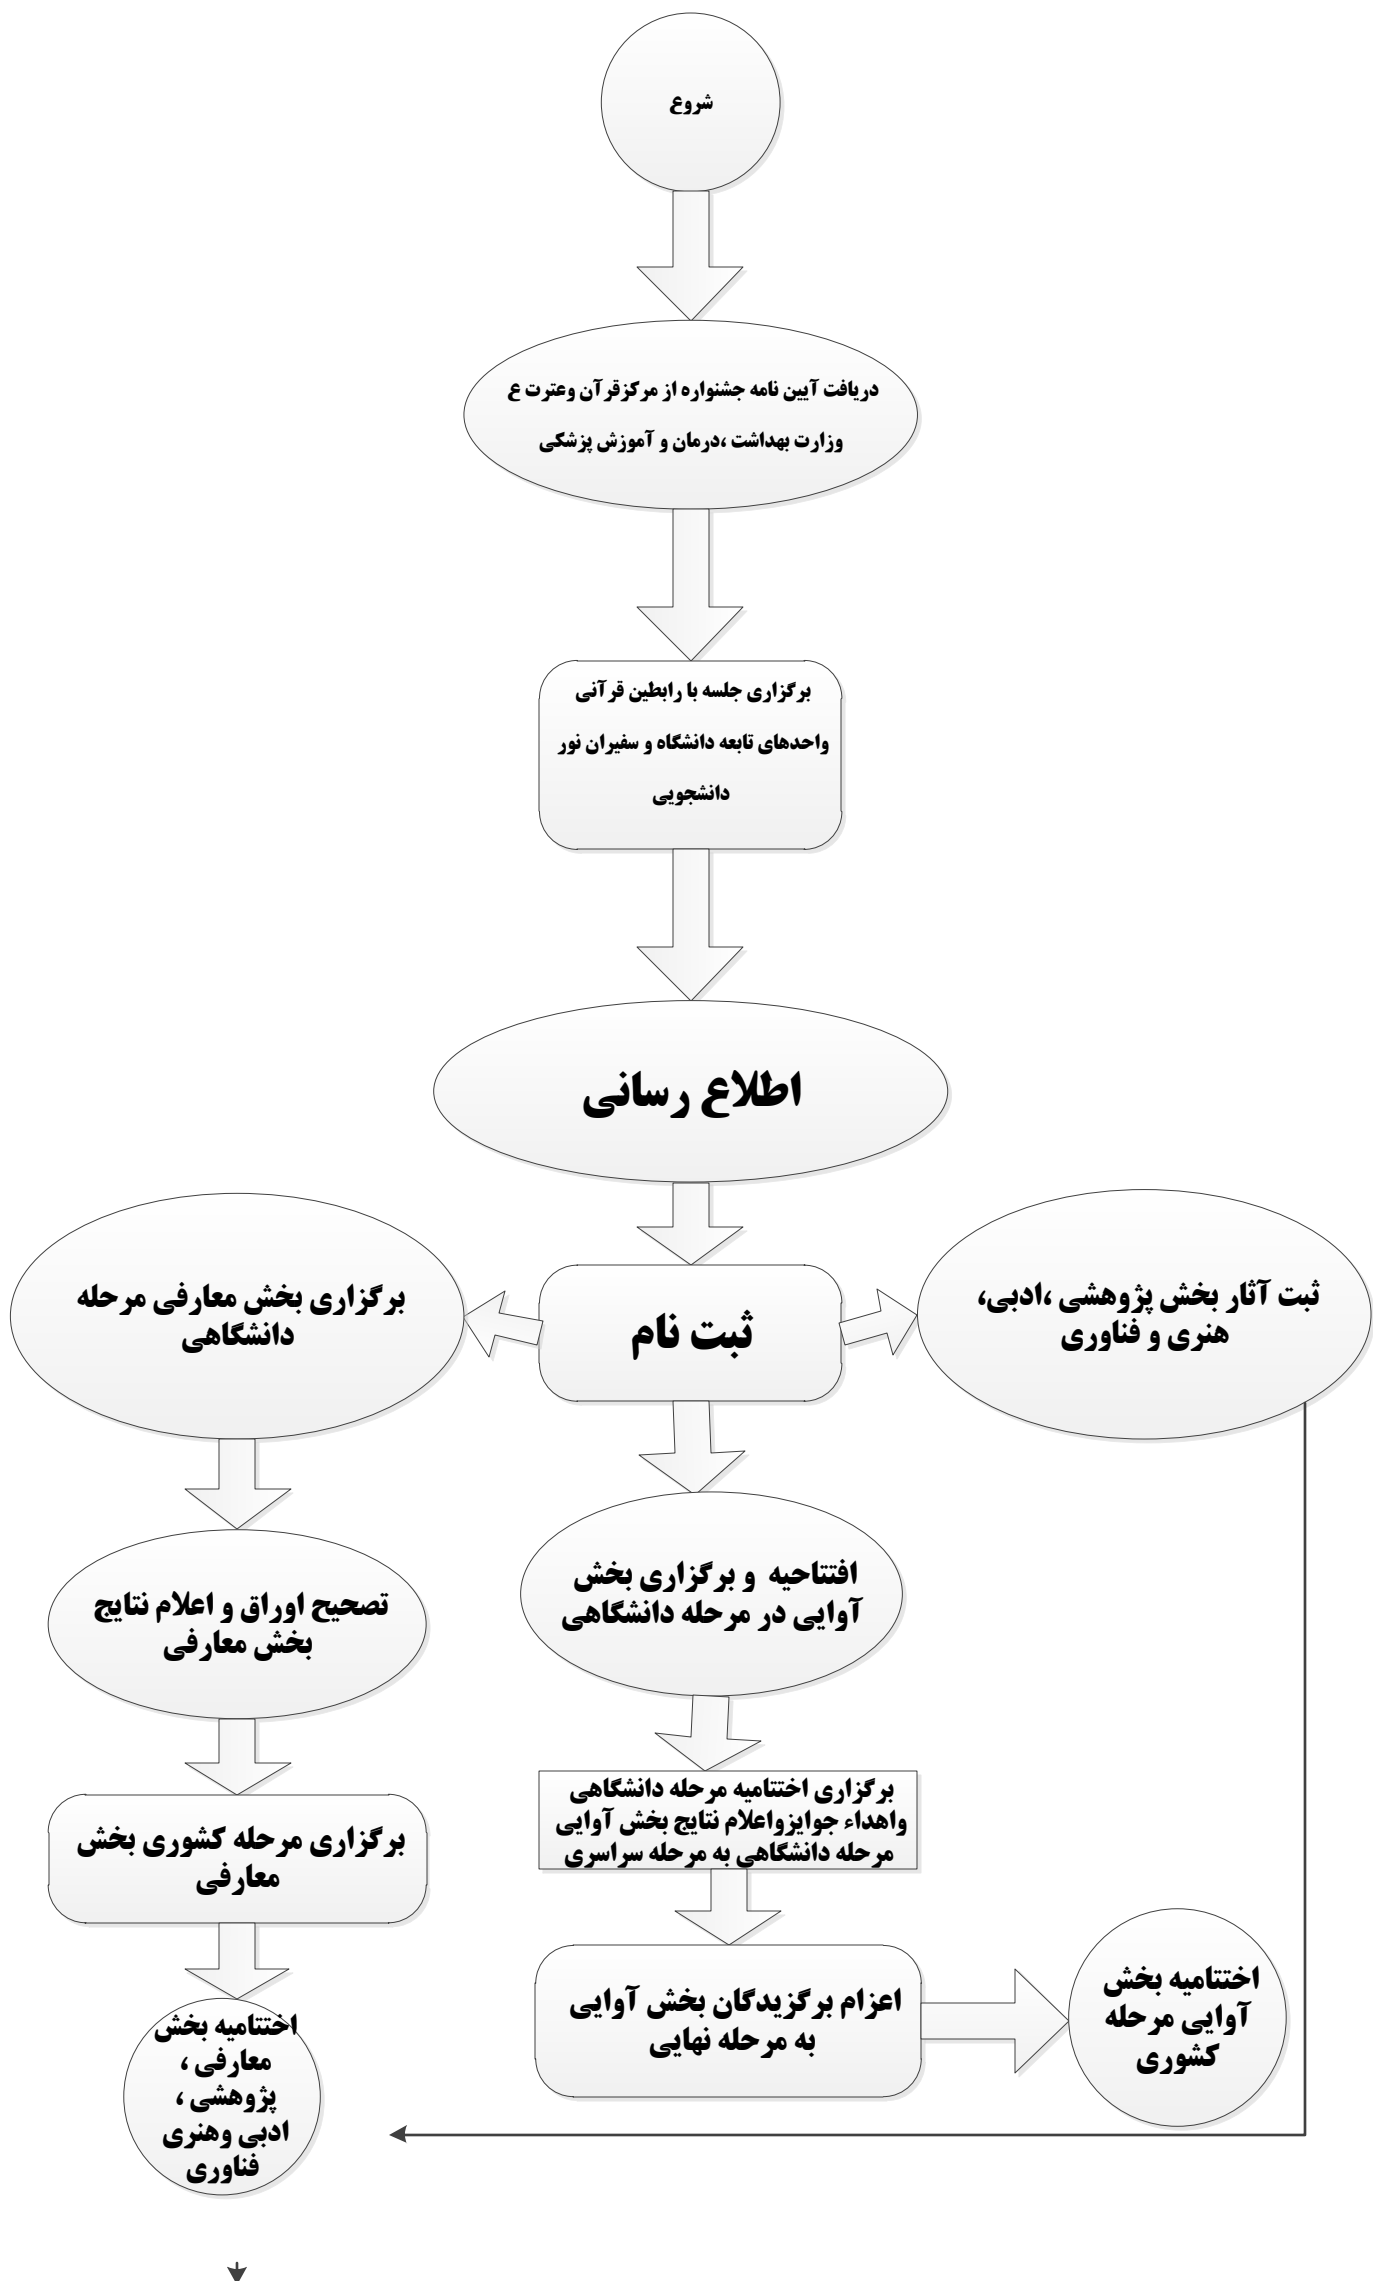 شروع
دریافت آیین نامه جشنواره از مرکزقرآن وعترت ع
وزارت بهداشت ،درمان و آموزش پزشکی
برگزاری جلسه با رابطین قرآنی
واحدهای تابعه دانشگاه و سفیران نور
دانشجویی
اطلاع رسانی
ثبت نام
ثبت آثار بخش پژوهشی ،ادبی،
هنری و فناوری
برگزاری بخش معارفی مرحله
دانشگاهی
افتتاحیه و برگزاری بخش
آوایی در مرحله دانشگاهی
تصحیح اوراق و اعلام نتایج
بخش معارفی
برگزاری اختتامیه مرحله دانشگاهی
واهداء جوایزواعلام نتایج بخش آوایی
مرحله دانشگاهی به مرحله سراسری
برگزاری مرحله کشوری بخش
معارفی
اعزام برگزیدگان بخش آوایی
به مرحله نهایی
اختتامیه بخش
آوایی مرحله
کشوری
اختتامیه بخش
معارفی ،
پژوهشی ،
ادبی وهنری
فناوری